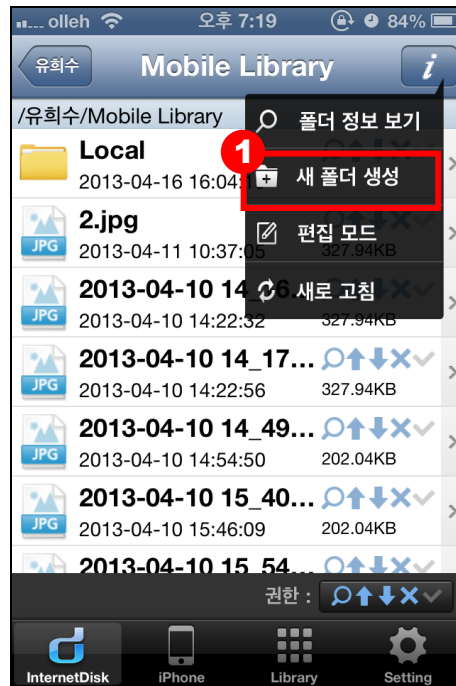 olleh 오후 7:19 84%
유희수 Mobile Library i
/유희수/Mobile Library
폴더 정보 보기
1
새 폴더 생성
편집 모드
새로 고침
Local
2013-04-16 16:04:
2.jpg
2013-04-11 10:37:05 327.94KB
2013-04-10 14_
2013-04-10 14:22:32 327.94KB
2013-04-10 14_17...
2013-04-10 14:22:56 327.94KB
2013-04-10 14_49...
2013-04-10 14:54:50 202.04KB
2013-04-10 15_40...
2013-04-10 15:46:09 202.04KB
2013-04-10 15_54
JPG
JPG
JPG
JPG
JPG
권한 :
InternetDisk iPhone Library Setting